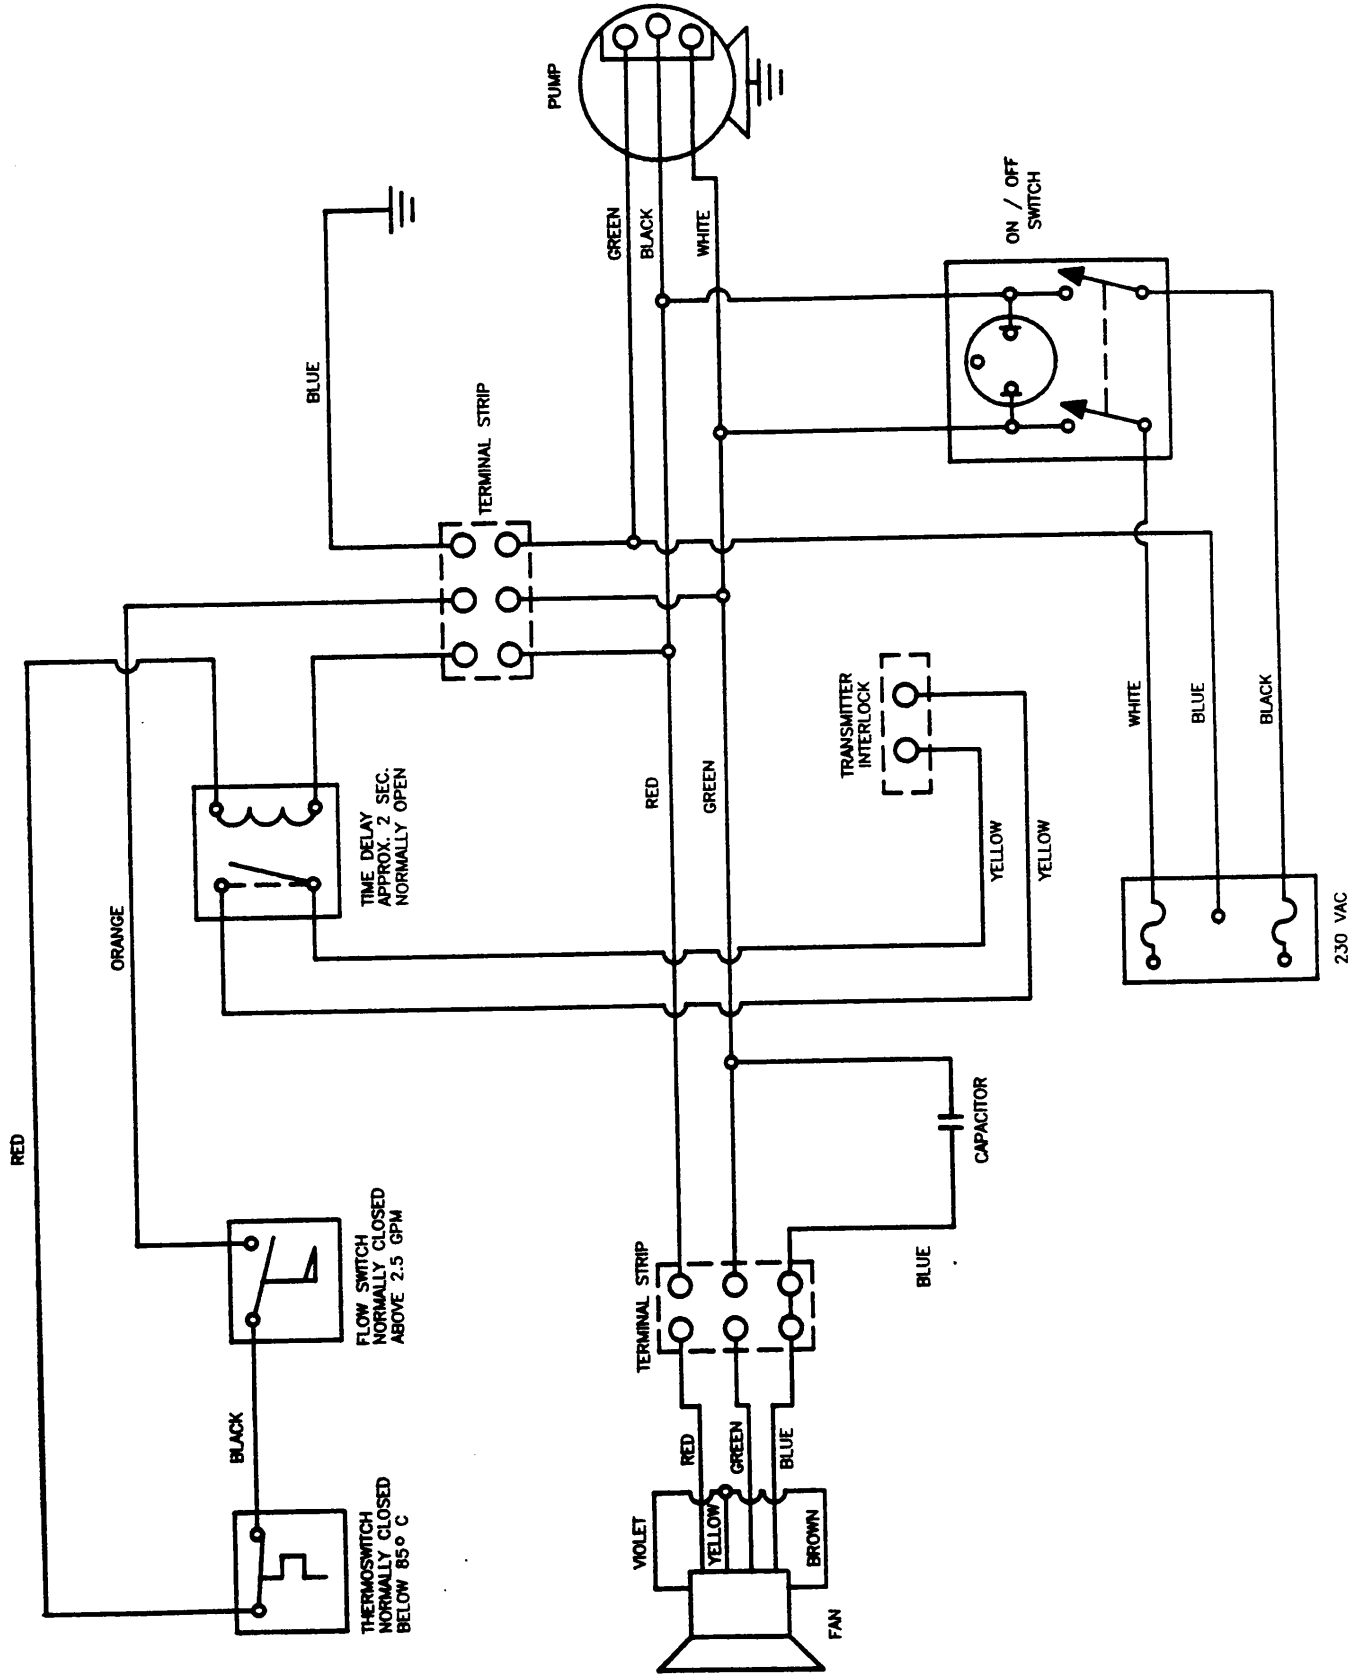 RED
THERMOSWITCH
NORMALLY CLOSED
BELOW 85° C
BLACK
FLOW SWITCH
NORMALLY CLOSED
ABOVE 2.5 GPM
ORANGE
TIME DELAY
APPROX. 2 SEC.
NORMALLY OPEN
BLUE
TERMINAL STRIP
PUMP
GREEN
BLACK
WHITE
RED
GREEN
TERMINAL STRIP
VIOLET
RED
YELLOW
GREEN
BLUE
BROWN
FAN
BLUE
CAPACITOR
TRANSMITTER
INTERLOCK
YELLOW
YELLOW
ON / OFF
SWITCH
WHITE
BLUE
BLACK
230 VAC